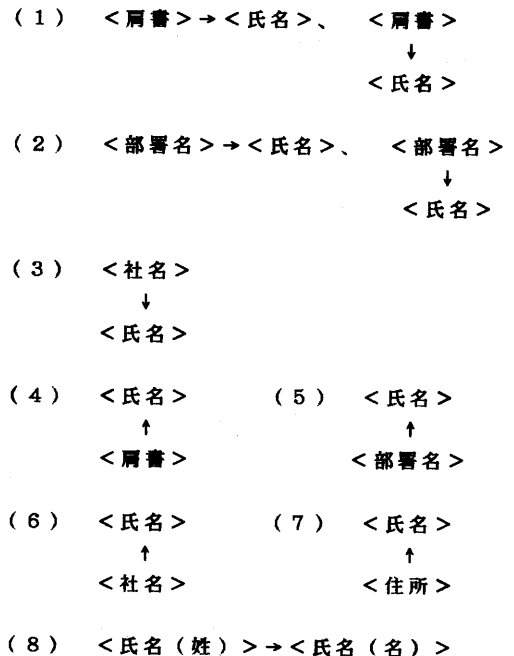 (1) <肩書>→<氏名>、 <肩書>
↓
<氏名>
(2) <部署名>→<氏名>、 <部署名>
↓
<氏名>
(3) <社名>
↓
<氏名>
(4) <氏名> (5) <氏名>
↑ ↑
<肩書> <部署名>
(6) <氏名> (7) <氏名>
↑ ↑
<社名> <住所>
(8) <氏名(姓)>→<氏名(名)>